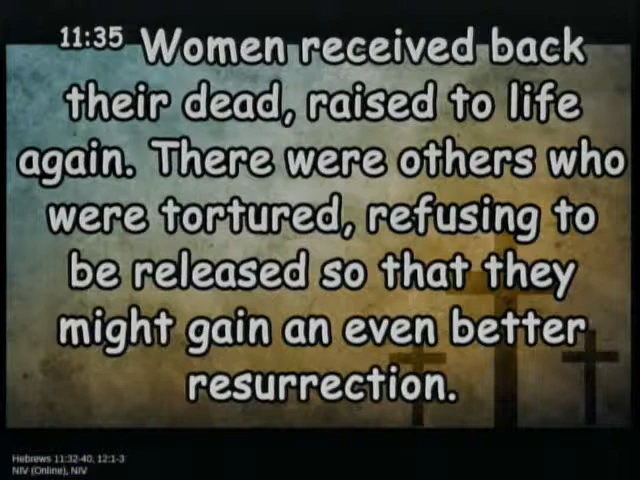 11:35 Women received back
their dead, raised to life
again. There were others who
were tortured, refusing to
be released so that they
might gain an even better
resurrection.
Hebrews 11:32-40, 12:1-3
NIV (Online), NIV